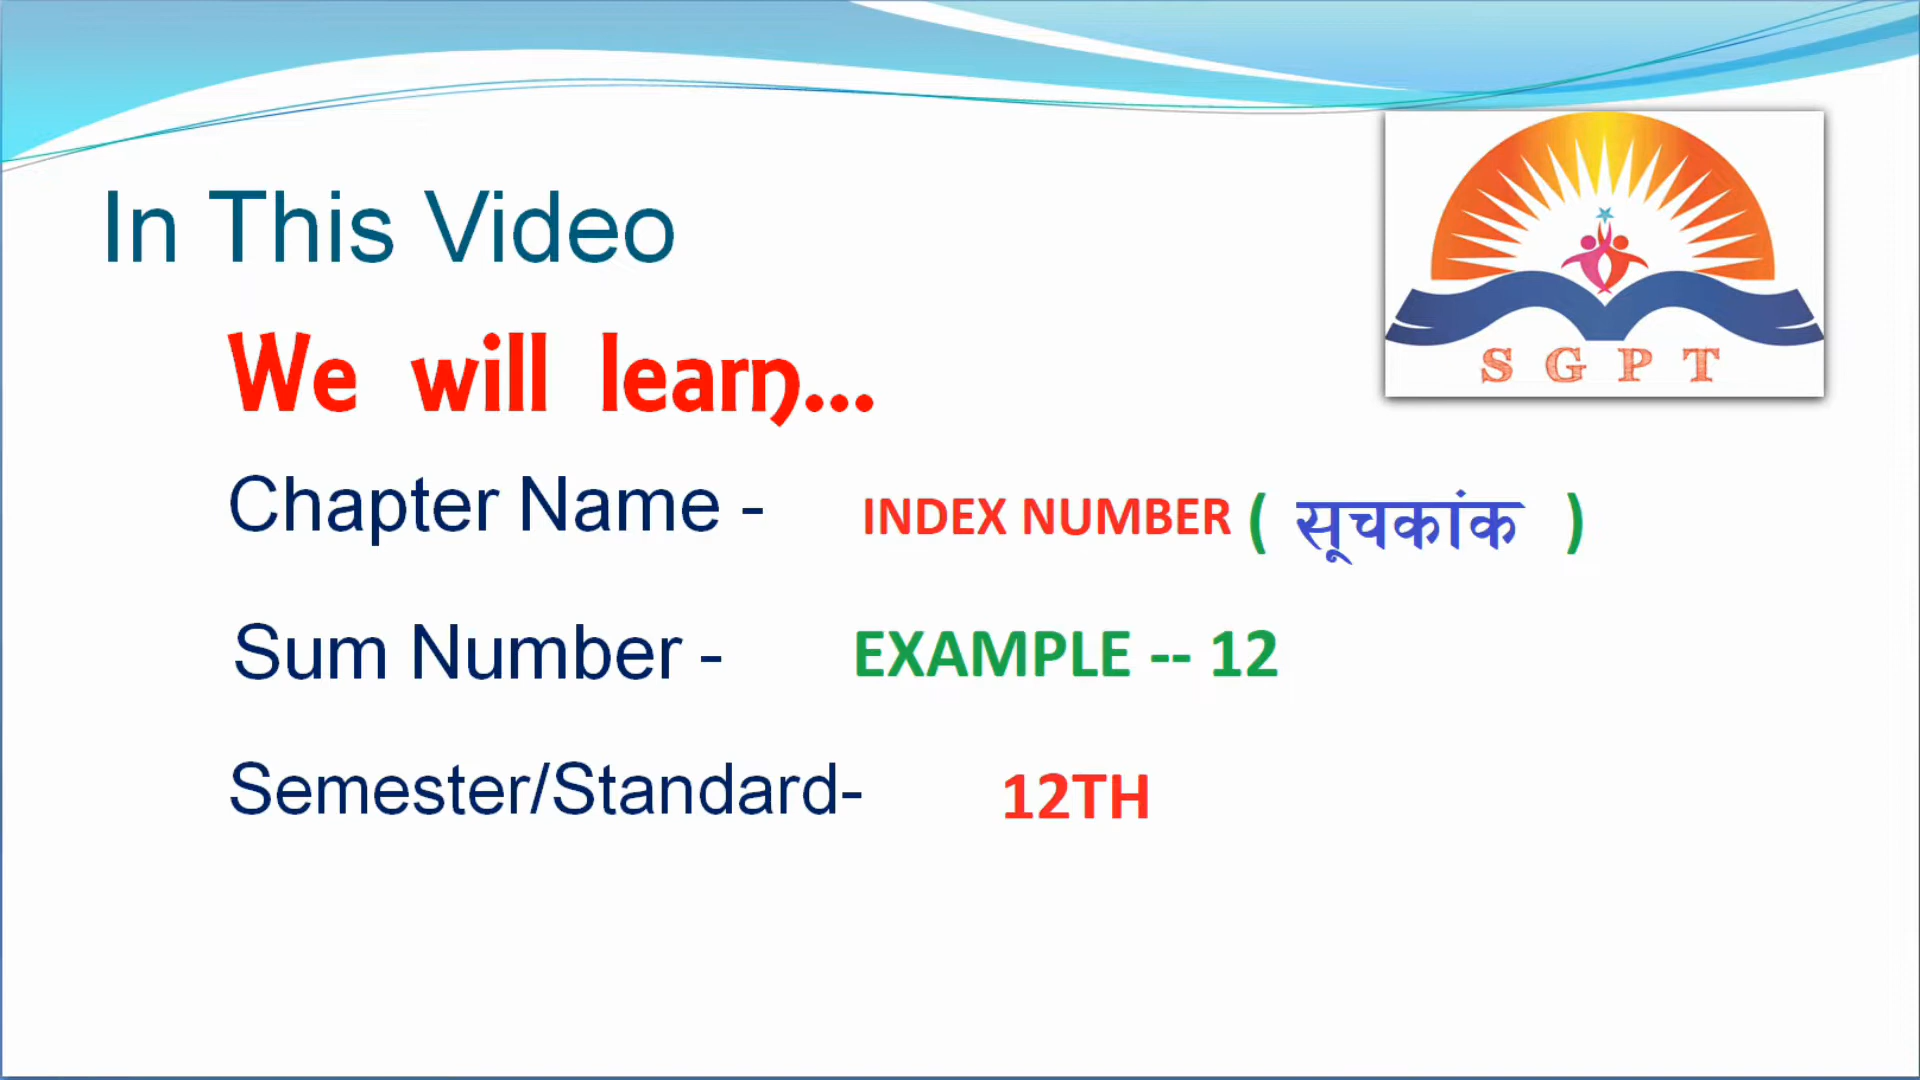 In This Video
S G P T
We will learn...
Chapter Name - INDEX NUMBER ( सूचकांक )
Sum Number - EXAMPLE -- 12
Semester/Standard- 12TH